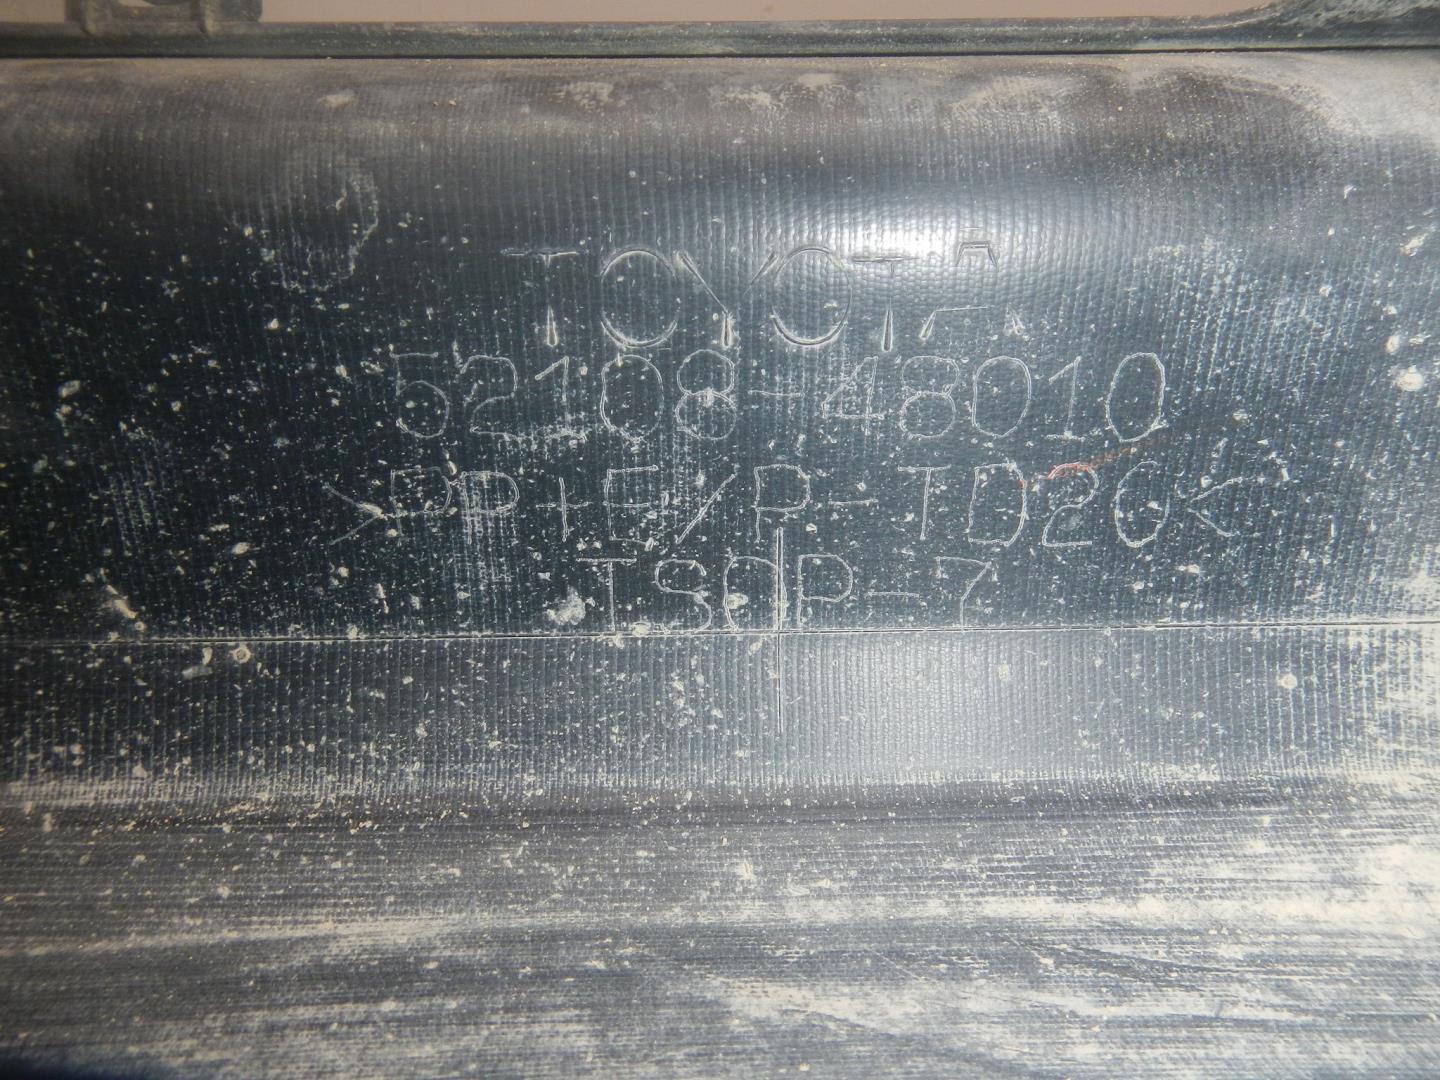 TOYOTA
52108-48010
>PP+E/P-TD20<
TSOP-7